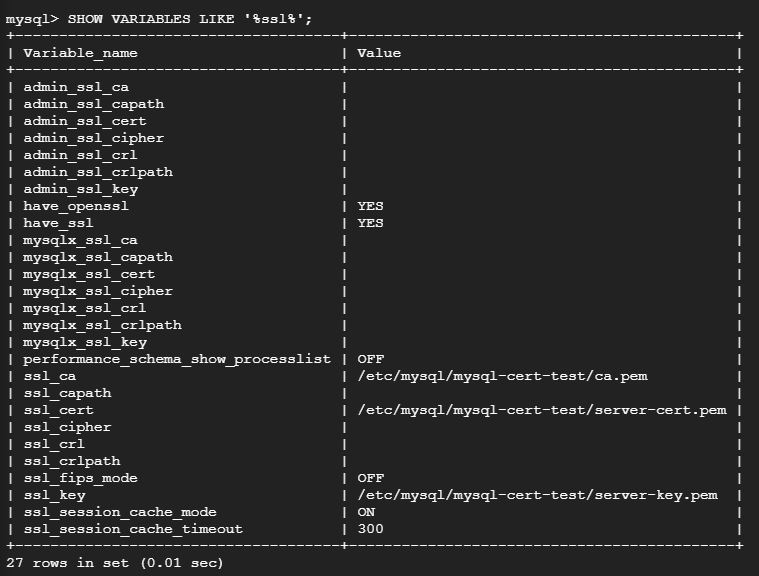 mysql> SHOW VARIABLES LIKE '%ssl%';
+-------------------------------------+--------------------------------------------+
| Variable_name                       | Value                                      |
+-------------------------------------+--------------------------------------------+
| admin_ssl_ca                        |                                            |
| admin_ssl_capath                    |                                            |
| admin_ssl_cert                      |                                            |
| admin_ssl_cipher                    |                                            |
| admin_ssl_crl                       |                                            |
| admin_ssl_crlpath                   |                                            |
| admin_ssl_key                       |                                            |
| have_openssl                        | YES                                        |
| have_ssl                            | YES                                        |
| mysqlx_ssl_ca                       |                                            |
| mysqlx_ssl_capath                   |                                            |
| mysqlx_ssl_cert                     |                                            |
| mysqlx_ssl_cipher                   |                                            |
| mysqlx_ssl_crl                      |                                            |
| mysqlx_ssl_crlpath                  |                                            |
| mysqlx_ssl_key                      |                                            |
| performance_schema_show_processlist | OFF                                        |
| ssl_ca                              | /etc/mysql/mysql-cert-test/ca.pem          |
| ssl_capath                          |                                            |
| ssl_cert                            | /etc/mysql/mysql-cert-test/server-cert.pem |
| ssl_cipher                          |                                            |
| ssl_crl                             |                                            |
| ssl_crlpath                         |                                            |
| ssl_fips_mode                       | OFF                                        |
| ssl_key                             | /etc/mysql/mysql-cert-test/server-key.pem  |
| ssl_session_cache_mode              | ON                                         |
| ssl_session_cache_timeout           | 300                                        |
+-------------------------------------+--------------------------------------------+
27 rows in set (0.01 sec)